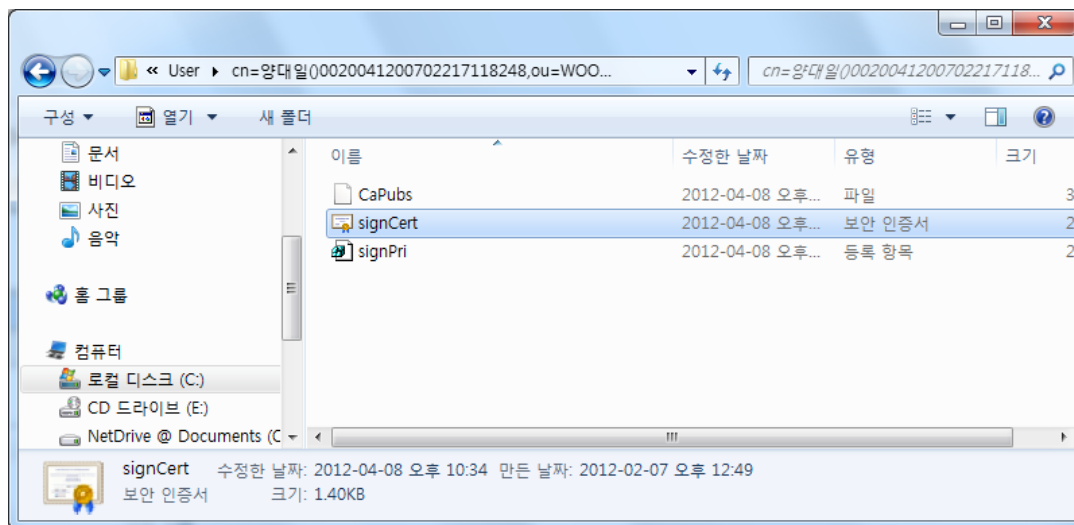 « User ▸ cn=양대일()0020041200702217118248,ou=WOO...
cn=양대일()002004120070221​7118...
구성 열기 새 폴더
문서
비디오
사진
음악
홈 그룹
컴퓨터
로컬 디스크 (C:)
CD 드라이브 (E:)
NetDrive @ Documents (C
이름 수정한 날짜 유형 크기
CaPubs 2012-04-08 오후... 파일 3
signCert 2012-04-08 오후... 보안 인증서 2
signPri 2012-04-08 오후... 등록 항목 2
signCert 수정한 날짜: 2012-04-08 오후 10:34 만든 날짜: 2012-02-07 오후 12:49
보안 인증서 크기: 1.40KB